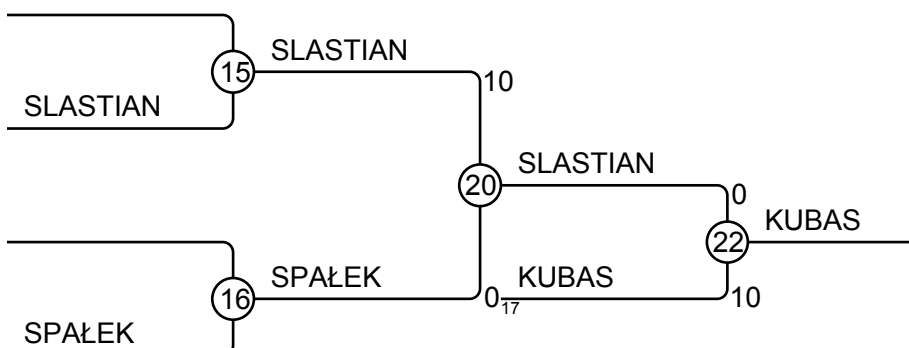 SLASTIAN
15
SLASTIAN
10
SLASTIAN
20
0
KUBAS
22
SPAŁEK
KUBAS
16
0
17
10
SPAŁEK